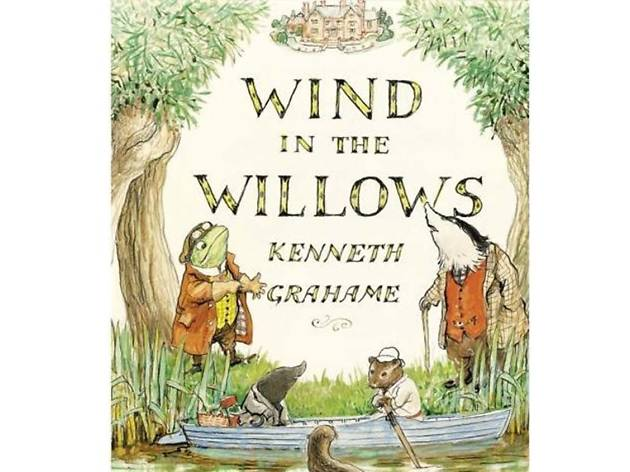 WIND
IN THE
WILLOWS
KENNETH
GRAHAME